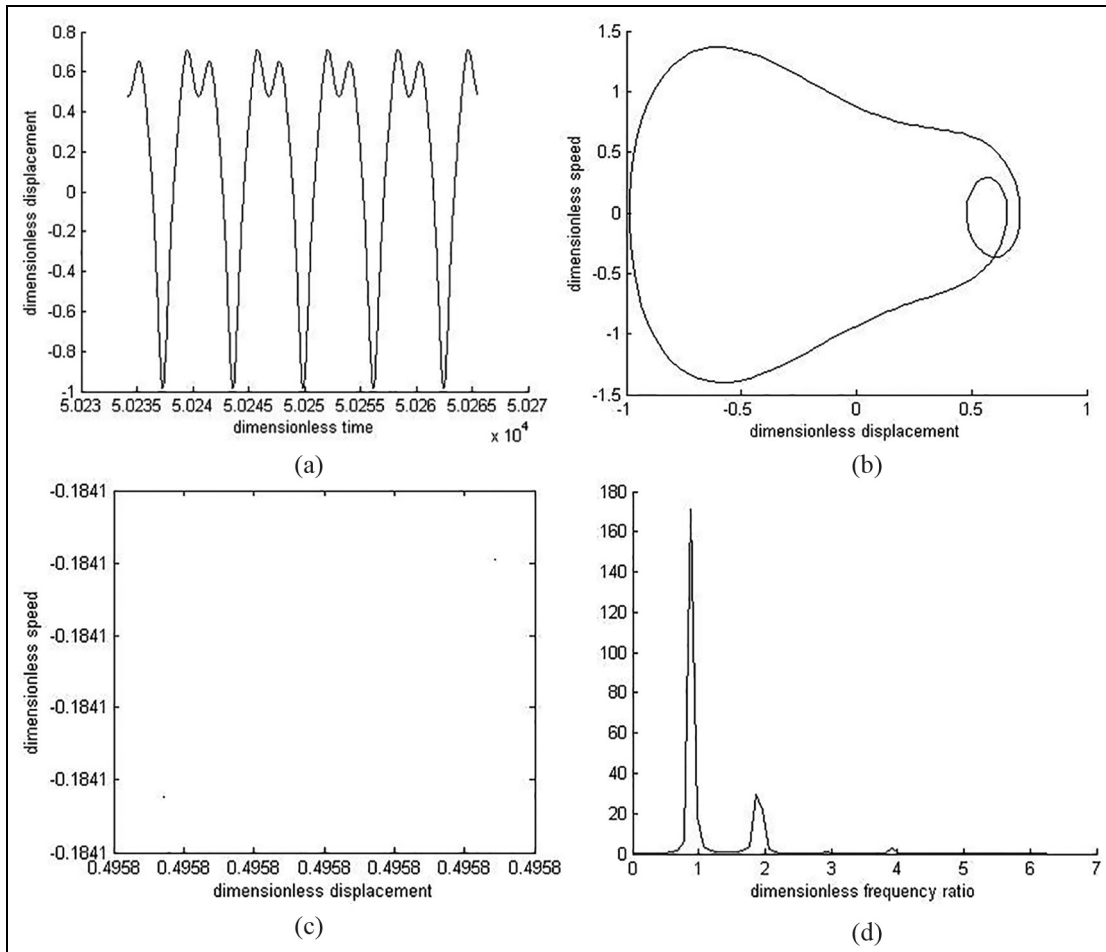 0.8
0.6
0.4
0.2
0
-0.2
-0.4
-0.6
-0.8
-1
dimensionless displacement
5.023 5.0235 5.024 5.0245 5.025 5.0255 5.026 5.0265 5.027
dimensionless time
x 10^4
(a)
1.5
1
0.5
0
-0.5
-1
-1.5
dimensionless speed
-1 -0.5 0 0.5 1
dimensionless displacement
(b)
-0.1841
-0.1841
-0.1841
-0.1841
-0.1841
-0.1841
dimensionless speed
0.4958 0.4958 0.4958 0.4958 0.4958 0.4958 0.4958
dimensionless displacement
(c)
180
160
140
120
100
80
60
40
20
0
0 1 2 3 4 5 6 7
dimensionless frequency ratio
(d)